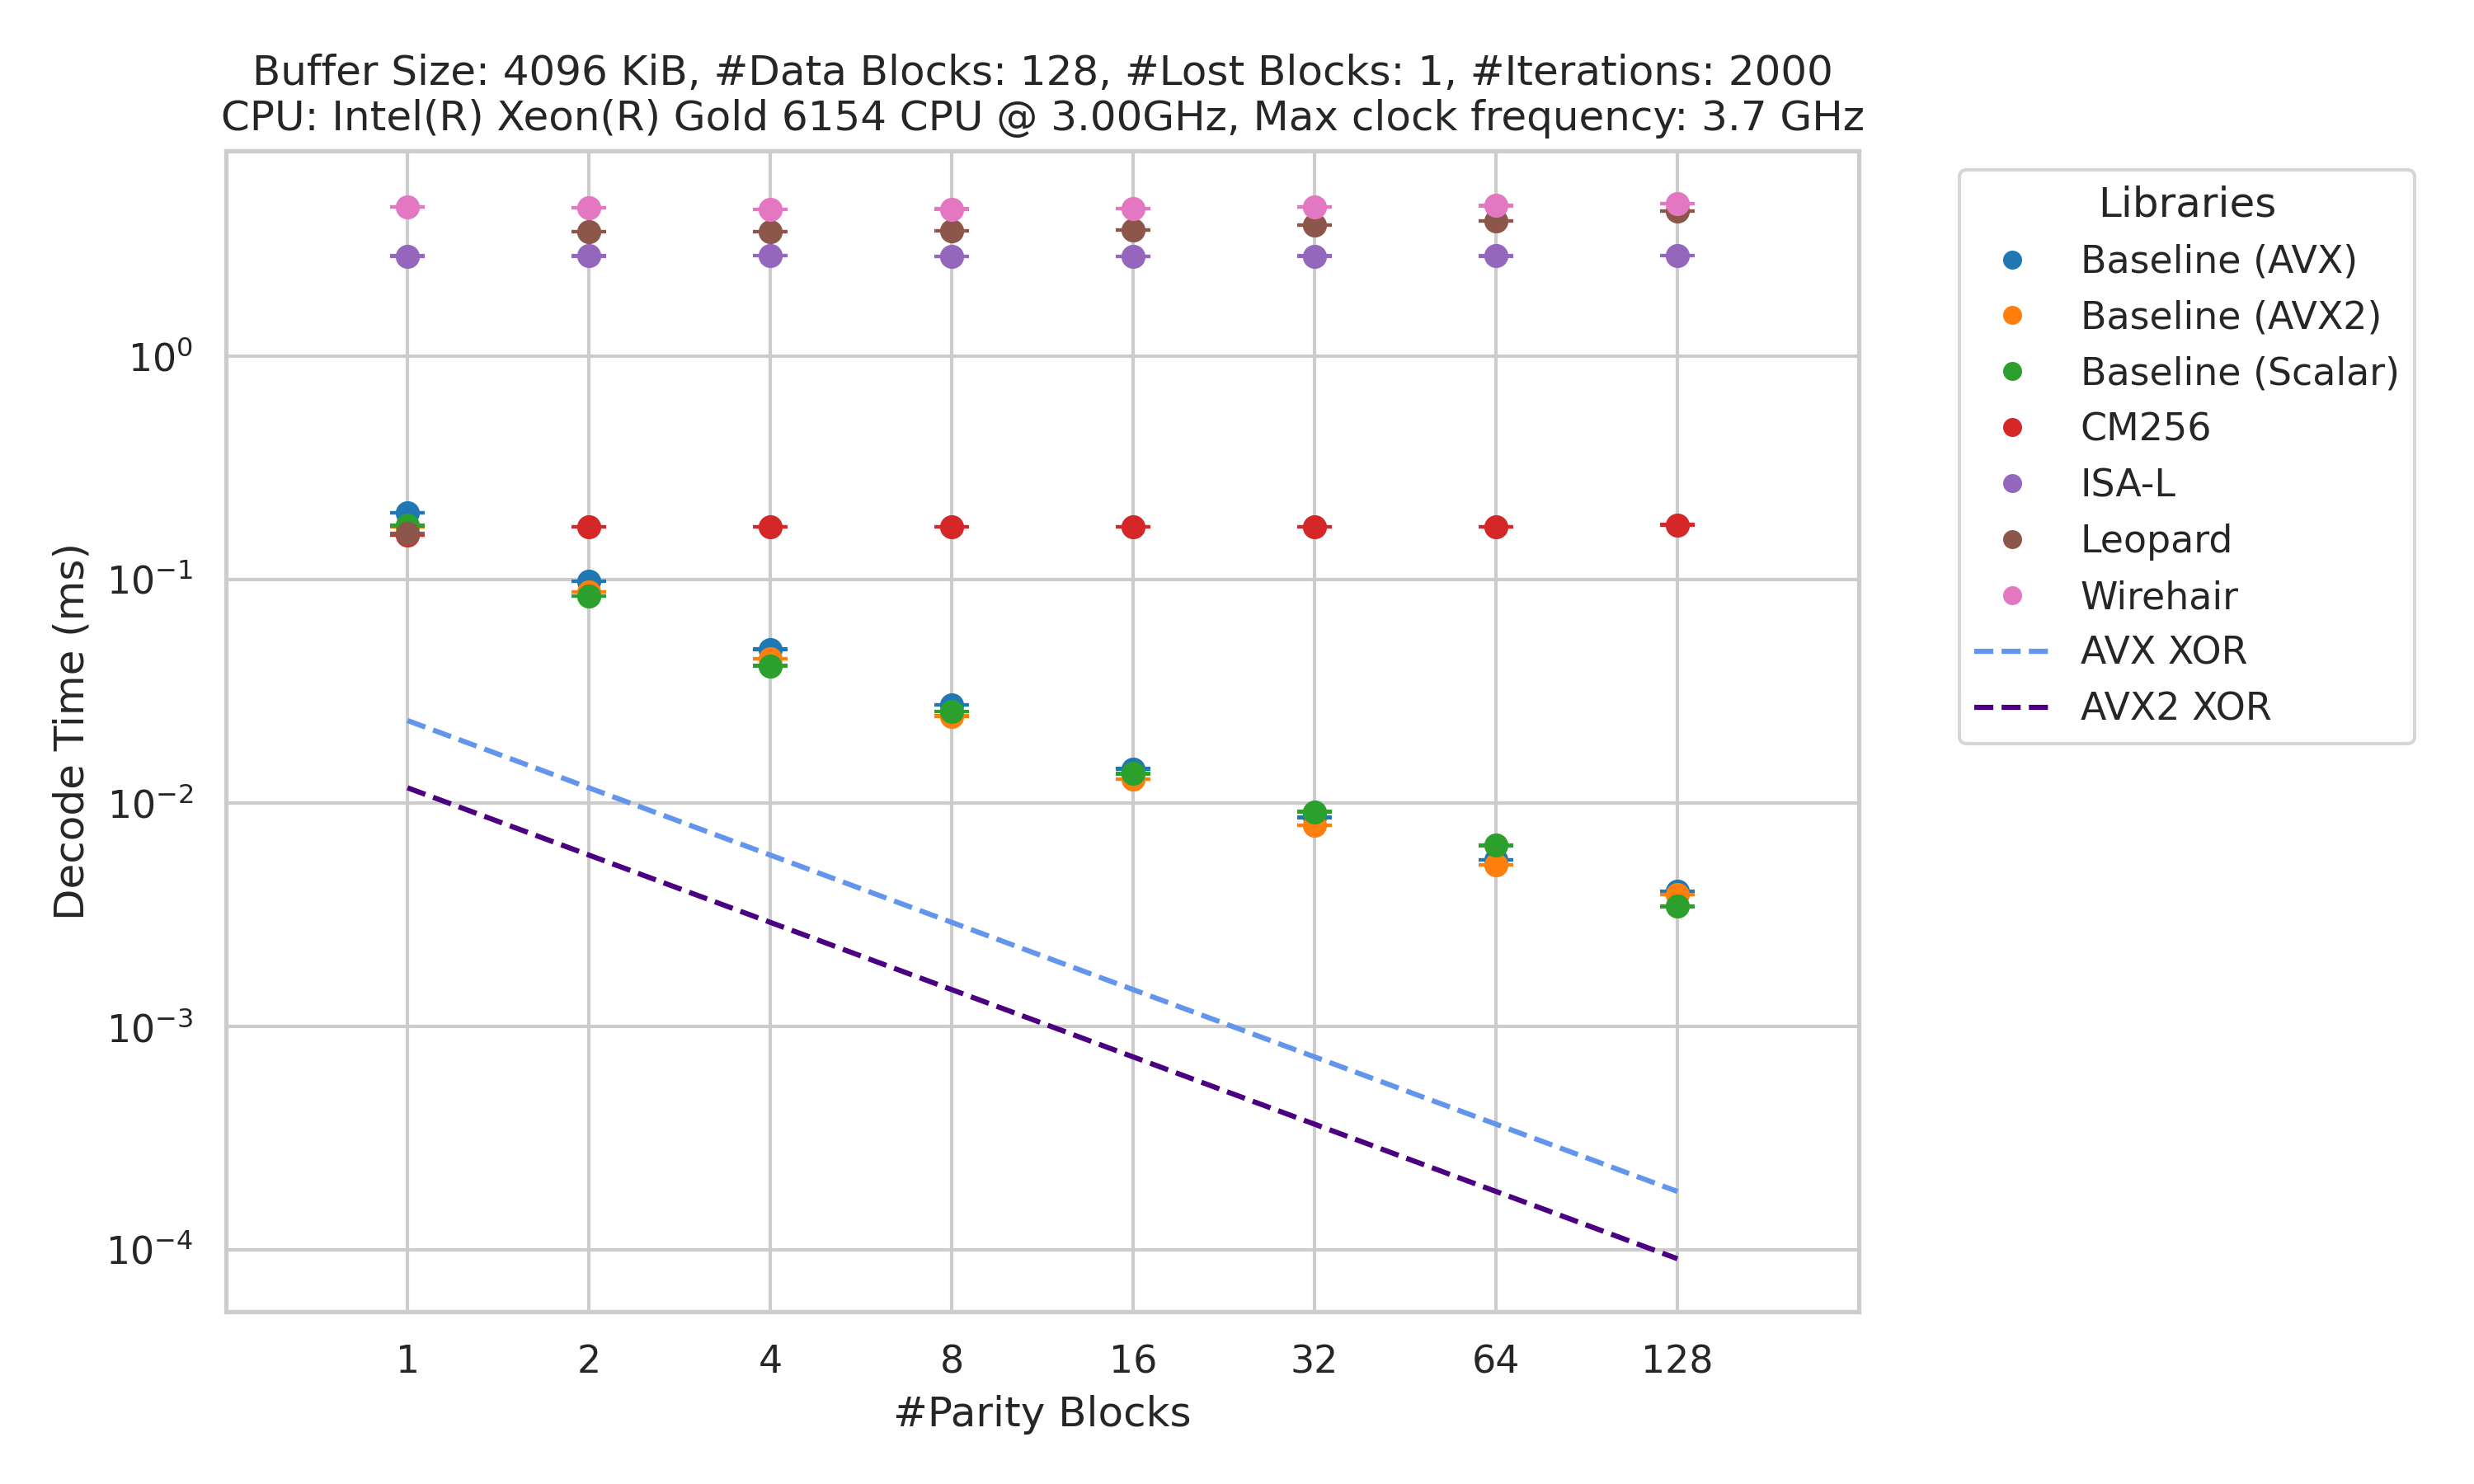 Buffer Size: 4096 KiB, #Data Blocks: 128, #Lost Blocks: 1, #Iterations: 2000
CPU: Intel(R) Xeon(R) Gold 6154 CPU @ 3.00GHz, Max clock frequency: 3.7 GHz
Decode Time (ms)
10⁰
10⁻¹
10⁻²
10⁻³
10⁻⁴
1 2 4 8 16 32 64 128
#Parity Blocks
Libraries
Baseline (AVX)
Baseline (AVX2)
Baseline (Scalar)
CM256
ISA-L
Leopard
Wirehair
AVX XOR
AVX2 XOR